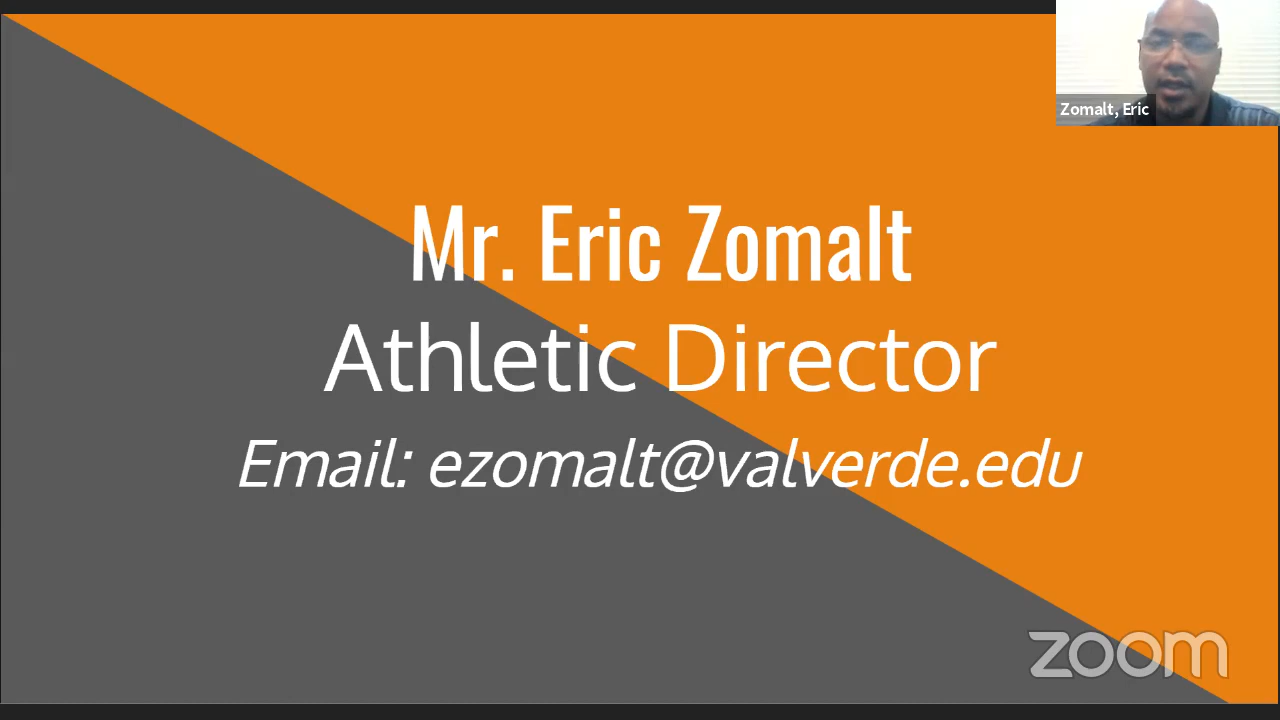 Zomalt, Eric
Mr. Eric Zomalt
Athletic Director
Email: ezomalt@valverde.edu
zoom